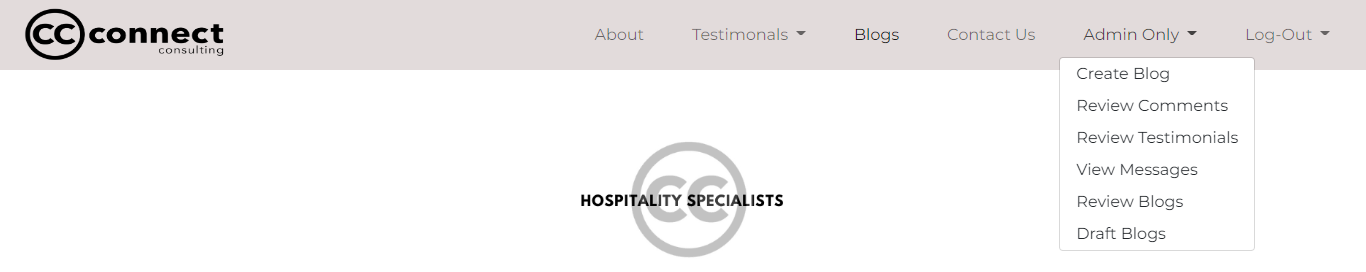 CC connect
consulting
About Testimonals Blogs Contact Us Admin Only Log-Out
Create Blog
Review Comments
Review Testimonials
View Messages
Review Blogs
Draft Blogs
CC
HOSPITALITY SPECIALISTS